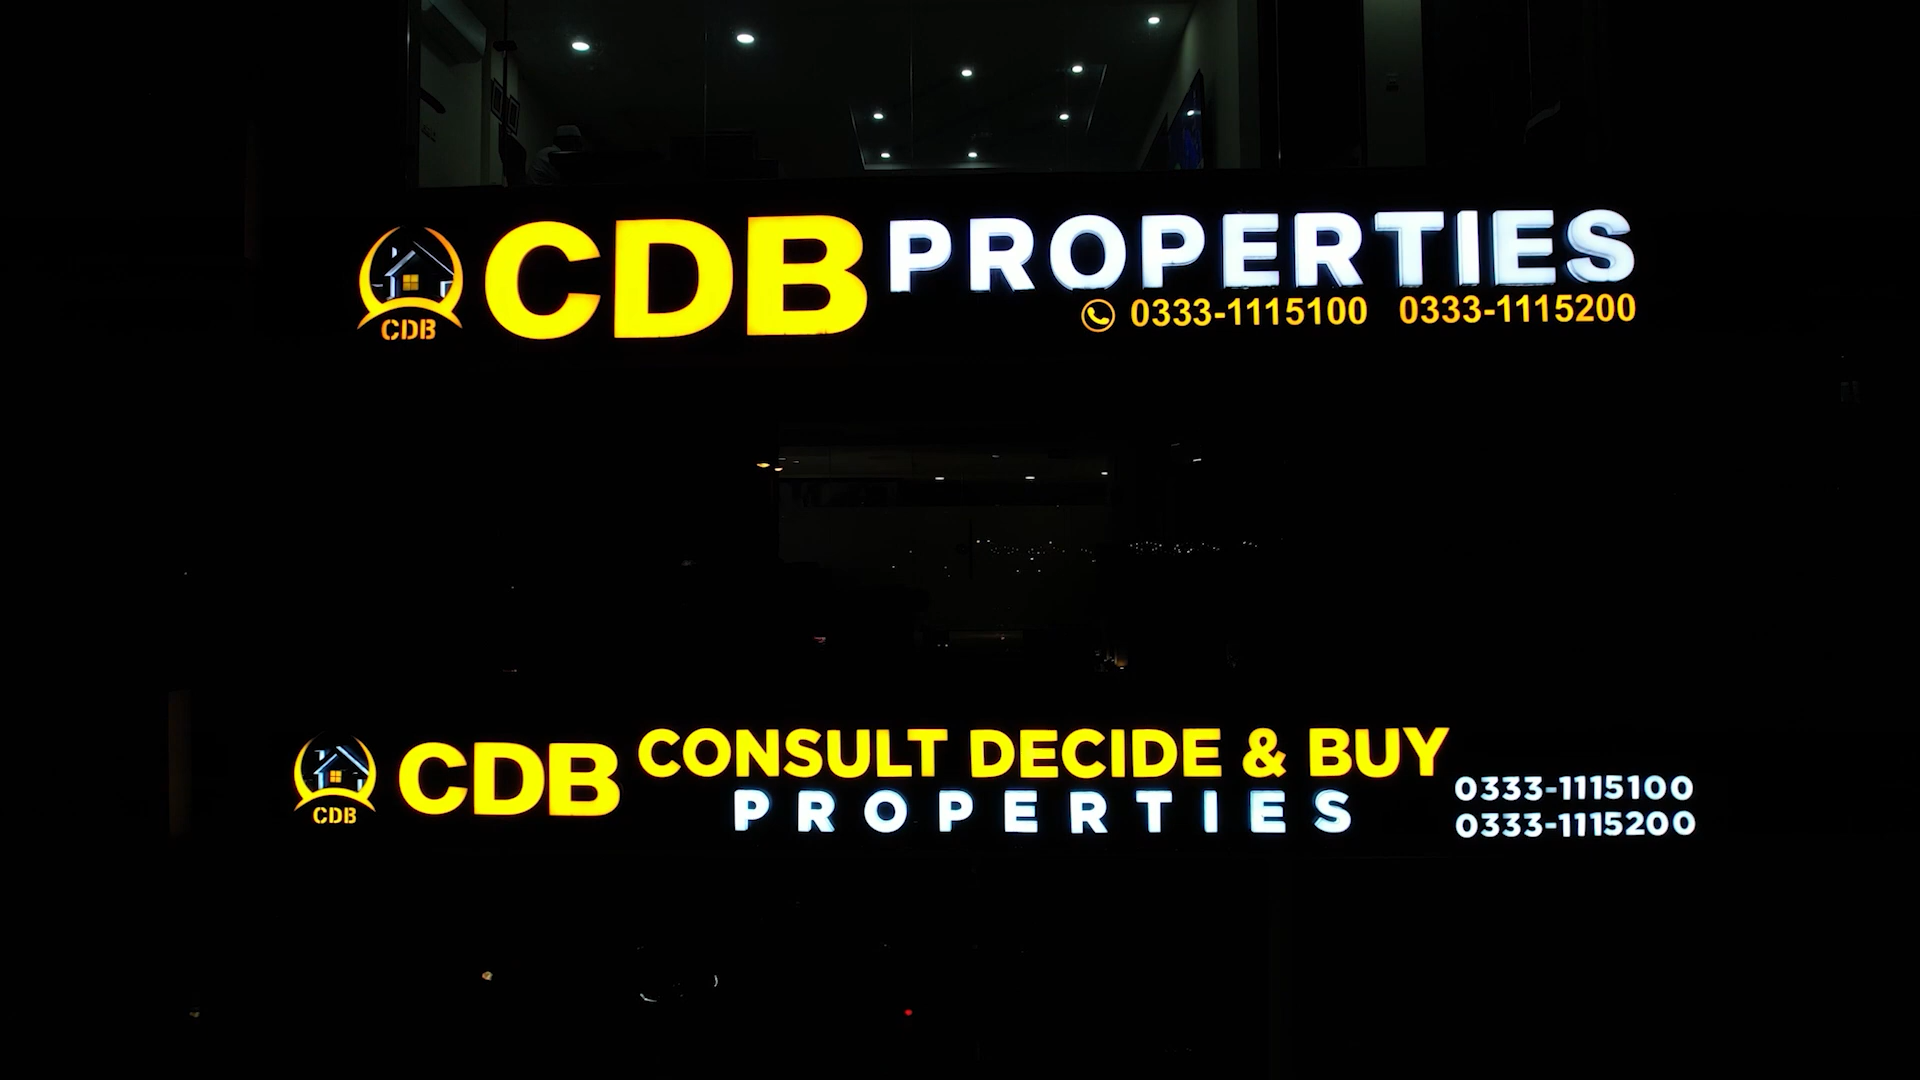 CDB
CDB PROPERTIES
0333-1115100 0333-1115200
CDB
CDB CONSULT DECIDE & BUY
PROPERTIES
0333-1115100
0333-1115200